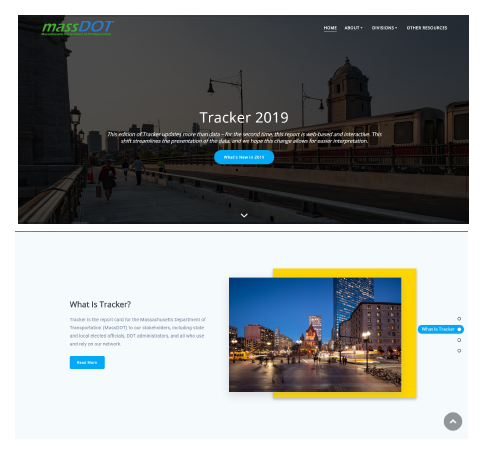 massDOT
Massachusetts Department of Transportation
HOME ABOUT DIVISIONS OTHER RESOURCES
Tracker 2019
This edition of Tracker updates more than data – for the second time, this report is web-based and interactive. This
shift streamlines the presentation of the data, and we hope this change allows for easier interpretation.
What's New in 2019
What Is Tracker?
Tracker is the report card for the Massachusetts Department of
Transportation (MassDOT) to our stakeholders, including state
and local elected officials, DOT administrators, and all who use
and rely on our network.
Read More
What Is Tracker